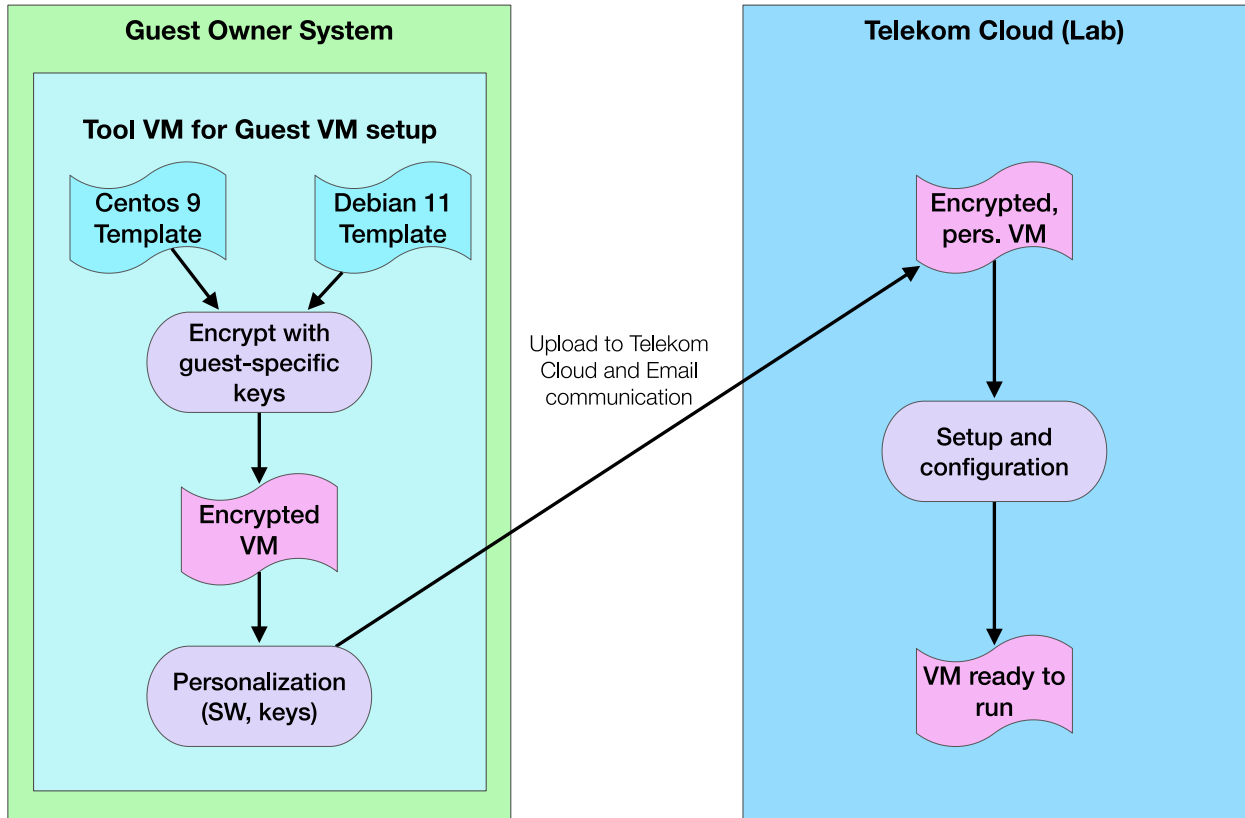 Guest Owner System
Tool VM for Guest VM setup
Centos 9
Template
Debian 11
Template
Encrypt with
guest-specific
keys
Encrypted
VM
Personalization
(SW, keys)
Upload to Telekom
Cloud and Email
communication
Telekom Cloud (Lab)
Encrypted,
pers. VM
Setup and
configuration
VM ready to
run